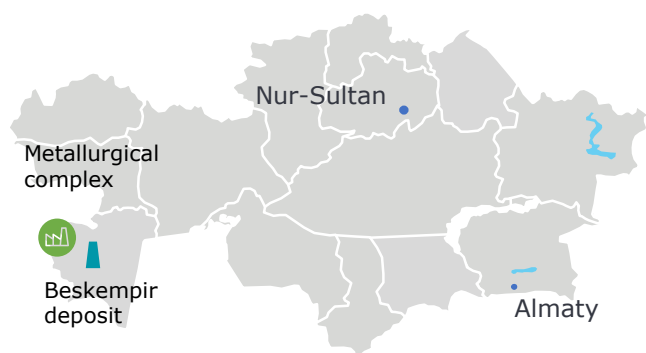 Nur-Sultan
Metallurgical
complex
Beskempir
deposit
Almaty